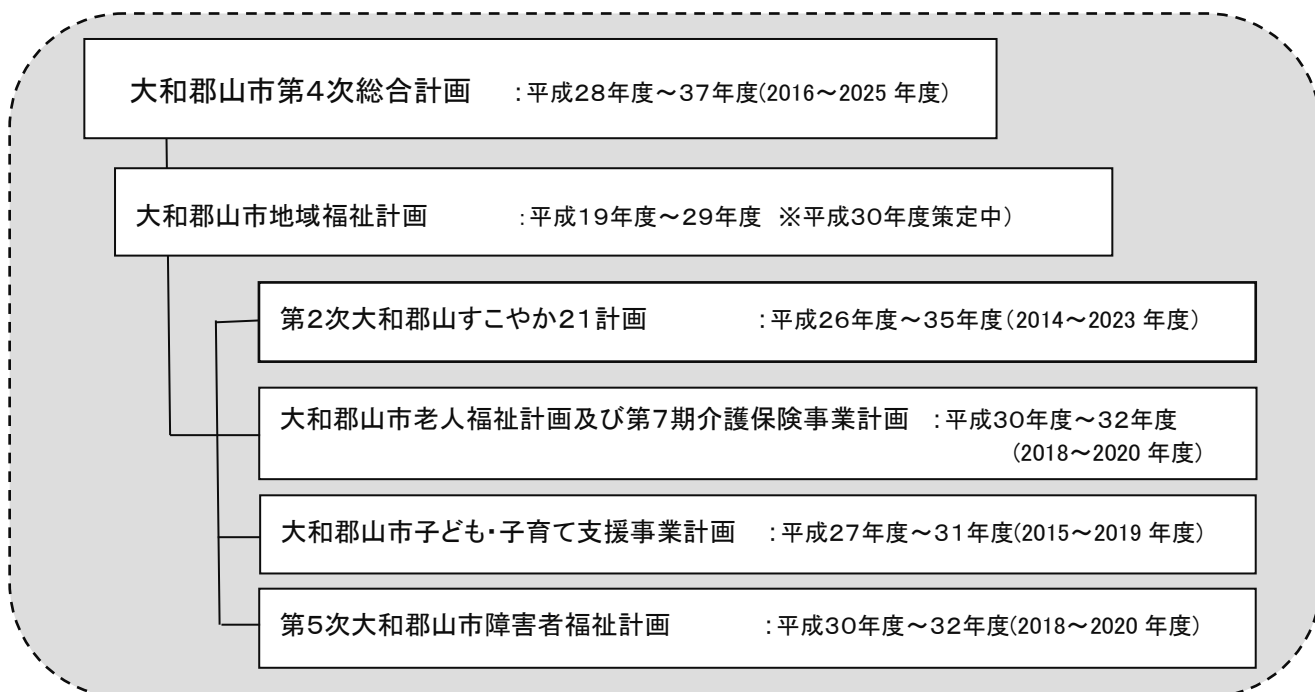 大和郡山市第4次総合計画 :平成28年度～37年度(2016～2025 年度)
大和郡山市地域福祉計画 :平成19年度～29年度 ※平成30年度策定中)
第2次大和郡山すこやか21計画 :平成26年度～35年度(2014～2023 年度)
大和郡山市老人福祉計画及び第7期介護保険事業計画 :平成30年度～32年度
(2018～2020 年度)
大和郡山市子ども・子育て支援事業計画 :平成27年度～31年度(2015～2019 年度)
第5次大和郡山市障害者福祉計画 :平成30年度～32年度(2018～2020 年度)